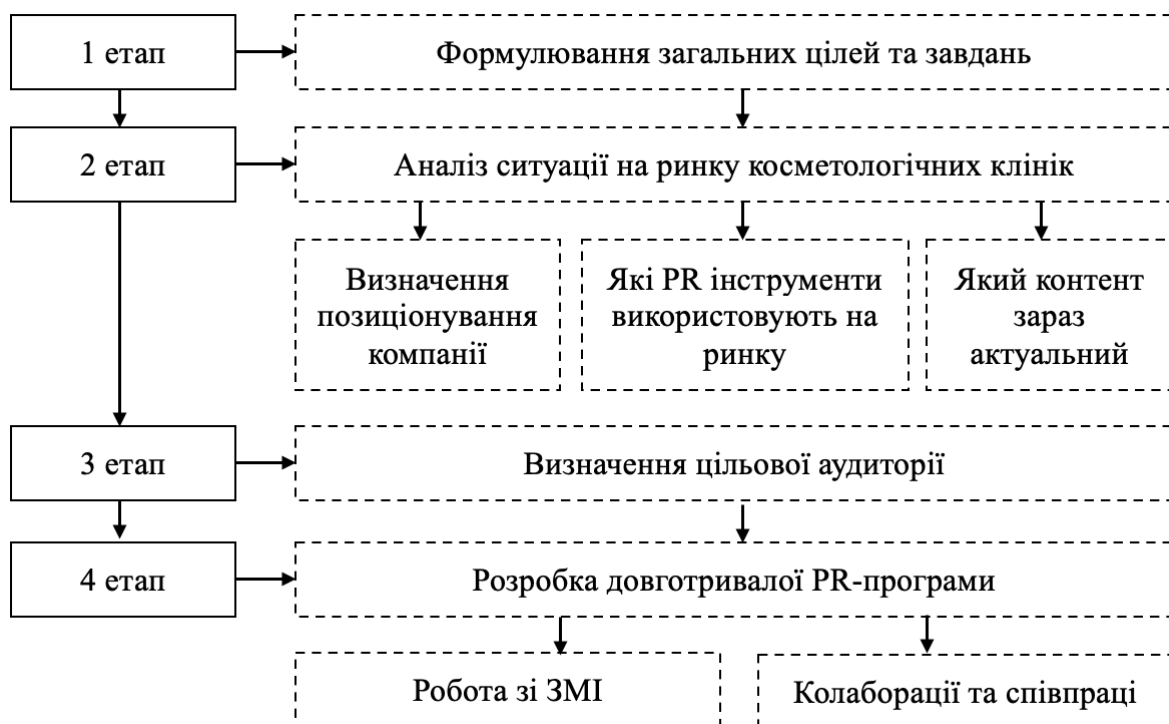 1 етап
Формулювання загальних цілей та завдань
2 етап
Аналіз ситуації на ринку косметологічних клінік
Визначення
позиціонування
компанії
Які PR інструменти
використовують на
ринку
Який контент
зараз
актуальний
3 етап
Визначення цільової аудиторії
4 етап
Розробка довготривалої PR-програми
Робота зі ЗМІ
Колаборації та співпраці